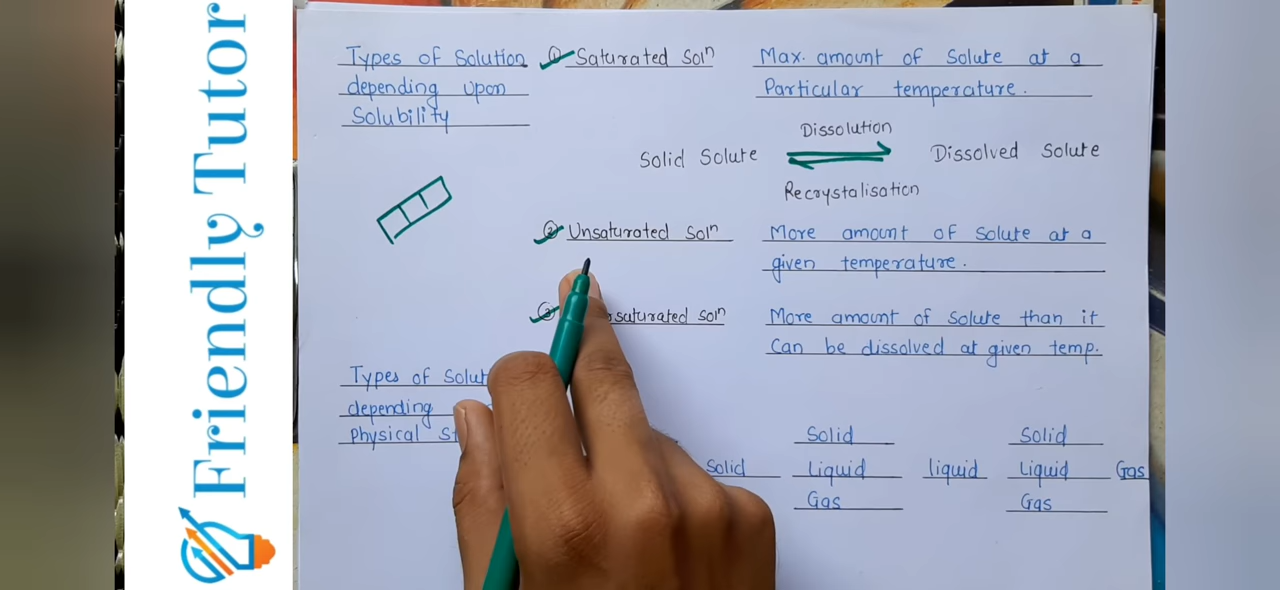 Friendly Tutor
Types of Solution
depending upon
Solubility
① Saturated Solⁿ
Max. amount of Solute at a
Particular temperature.
Dissolution
Solid Solute
Dissolved Solute
Recrystalisation
② Unsaturated Solⁿ
More amount of Solute at a
given temperature.
③ saturated Solⁿ
More amount of Solute than it
Can be dissolved at given temp.
Types of Solut
depending
Physical St
Solid
Solid
Solid
Liquid
liquid
Liquid
Gas
Gas
Gas